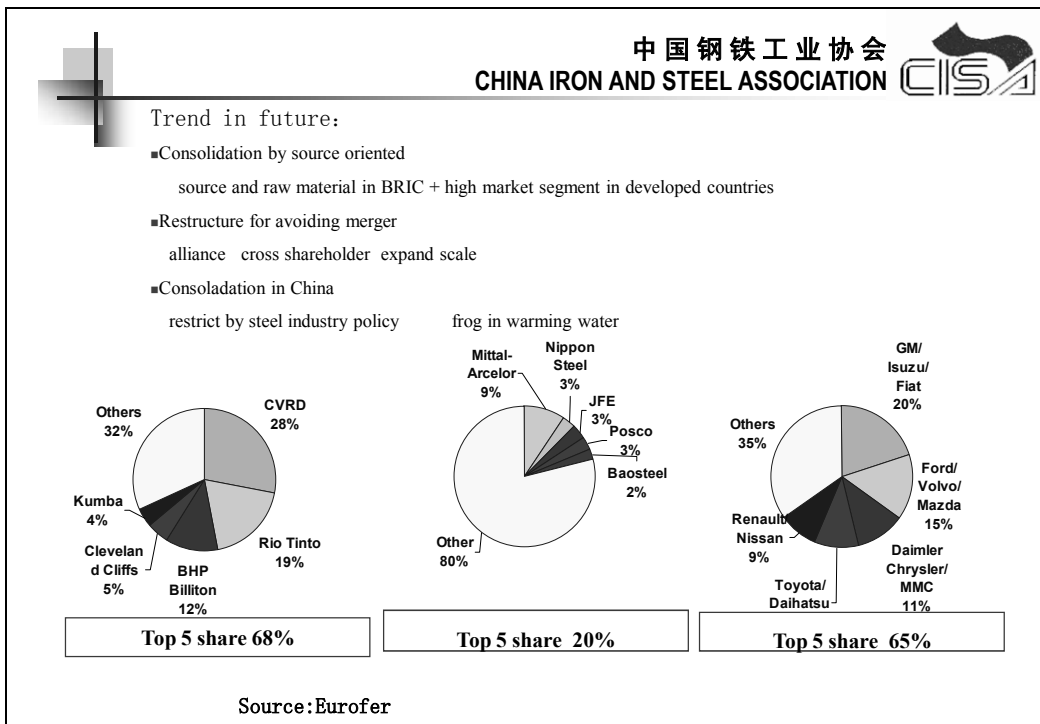 中国钢铁工业协会
CHINA IRON AND STEEL ASSOCIATION
CISA
Trend in future:
■Consolidation by source oriented
source and raw material in BRIC + high market segment in developed countries
■Restructure for avoiding merger
alliance cross shareholder expand scale
■Consoladation in China
restrict by steel industry policy frog in warming water
Others
32%
CVRD
28%
Kumba
4%
Clevelan
d Cliffs
5%
BHP
Billiton
12%
Rio Tinto
19%
Top 5 share 68%
Mittal-
Arcelor
9%
Nippon
Steel
3%
JFE
3%
Posco
3%
Baosteel
2%
Other
80%
Top 5 share 20%
GM/
Isuzu/
Fiat
20%
Others
35%
Ford/
Volvo/
Mazda
15%
Renault/
Nissan
9%
Toyota/
Daihatsu
Daimler
Chrysler/
MMC
11%
Top 5 share 65%
Source:Eurofer